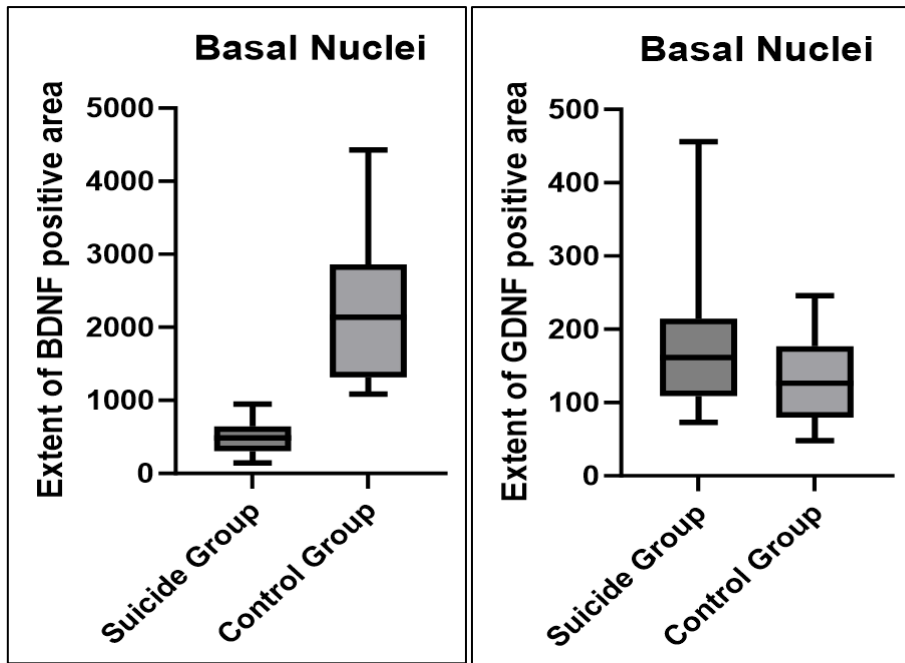 Basal Nuclei
Extent of BDNF positive area
5000
4000
3000
2000
1000
0
Suicide Group
Control Group
Basal Nuclei
Extent of GDNF positive area
500
400
300
200
100
0
Suicide Group
Control Group